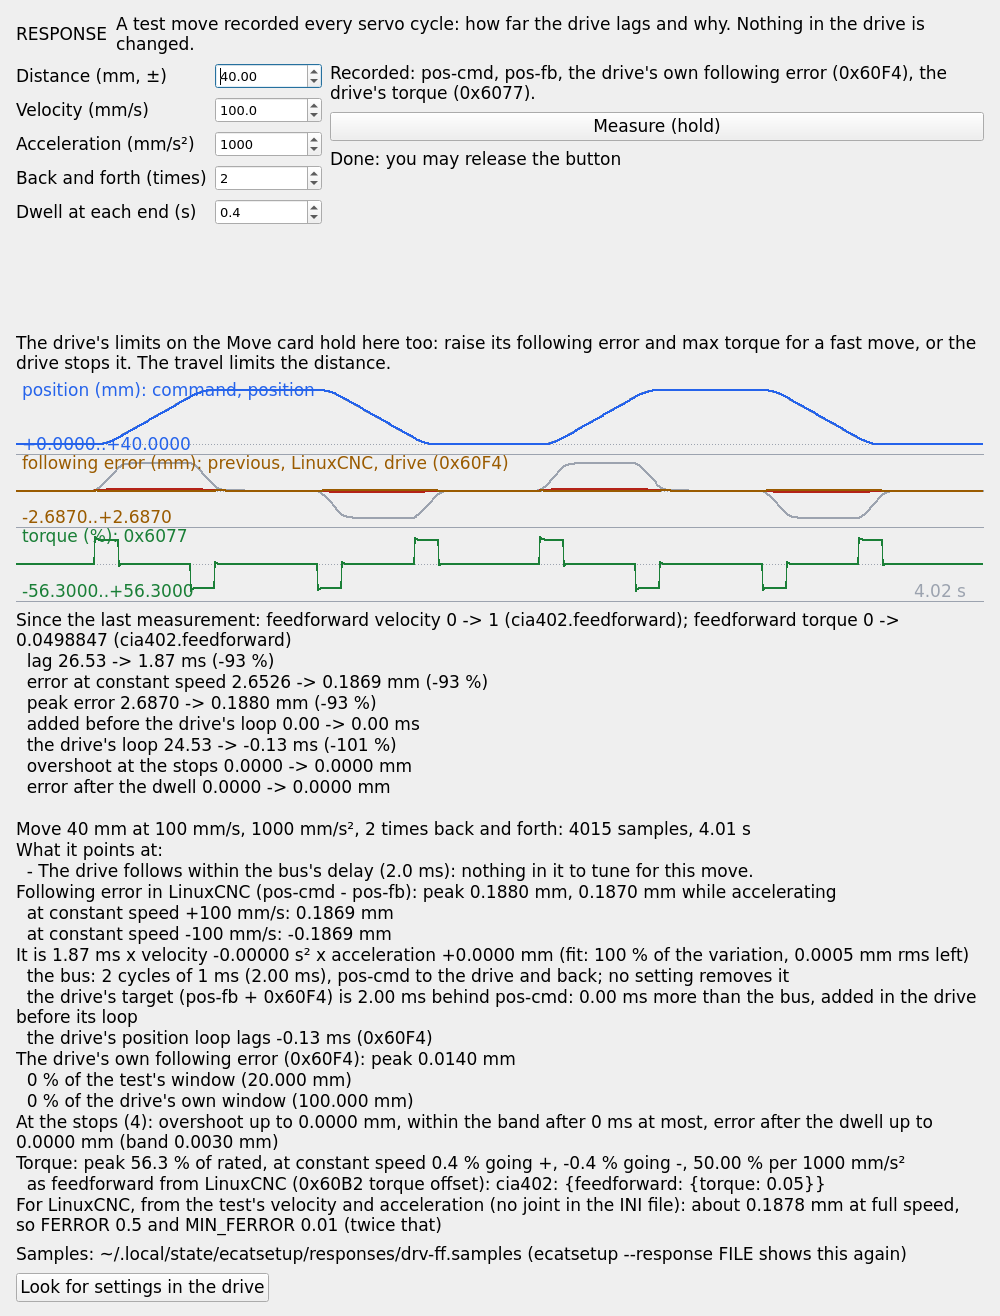 RESPONSE
A test move recorded every servo cycle: how far the drive lags and why. Nothing in the drive is
changed.
Distance (mm, ±)
40.00
Velocity (mm/s)
100.0
Acceleration (mm/s²)
1000
Back and forth (times)
2
Dwell at each end (s)
0.4
Recorded: pos-cmd, pos-fb, the drive's own following error (0x60F4), the
drive's torque (0x6077).
Measure (hold)
Done: you may release the button
The drive's limits on the Move card hold here too: raise its following error and max torque for a fast move, or the
drive stops it. The travel limits the distance.
position (mm): command, position
+0.0000..+40.0000
following error (mm): previous, LinuxCNC, drive (0x60F4)
-2.6870..+2.6870
torque (%): 0x6077
-56.3000..+56.3000
4.02 s
Since the last measurement: feedforward velocity 0 -> 1 (cia402.feedforward); feedforward torque 0 ->
0.0498847 (cia402.feedforward)
lag 26.53 -> 1.87 ms (-93 %)
error at constant speed 2.6526 -> 0.1869 mm (-93 %)
peak error 2.6870 -> 0.1880 mm (-93 %)
added before the drive's loop 0.00 -> 0.00 ms
the drive's loop 24.53 -> -0.13 ms (-101 %)
overshoot at the stops 0.0000 -> 0.0000 mm
error after the dwell 0.0000 -> 0.0000 mm
Move 40 mm at 100 mm/s, 1000 mm/s², 2 times back and forth: 4015 samples, 4.01 s
What it points at:
- The drive follows within the bus's delay (2.0 ms): nothing in it to tune for this move.
Following error in LinuxCNC (pos-cmd - pos-fb): peak 0.1880 mm, 0.1870 mm while accelerating
at constant speed +100 mm/s: 0.1869 mm
at constant speed -100 mm/s: -0.1869 mm
It is 1.87 ms x velocity -0.00000 s² x acceleration +0.0000 mm (fit: 100 % of the variation, 0.0005 mm rms left)
the bus: 2 cycles of 1 ms (2.00 ms), pos-cmd to the drive and back; no setting removes it
the drive's target (pos-fb + 0x60F4) is 2.00 ms behind pos-cmd: 0.00 ms more than the bus, added in the drive
before its loop
the drive's position loop lags -0.13 ms (0x60F4)
The drive's own following error (0x60F4): peak 0.0140 mm
0 % of the test's window (20.000 mm)
0 % of the drive's own window (100.000 mm)
At the stops (4): overshoot up to 0.0000 mm, within the band after 0 ms at most, error after the dwell up to
0.0000 mm (band 0.0030 mm)
Torque: peak 56.3 % of rated, at constant speed 0.4 % going +, -0.4 % going -, 50.00 % per 1000 mm/s²
as feedforward from LinuxCNC (0x60B2 torque offset): cia402: {feedforward: {torque: 0.05}}
For LinuxCNC, from the test's velocity and acceleration (no joint in the INI file): about 0.1878 mm at full speed,
so FERROR 0.5 and MIN_FERROR 0.01 (twice that)
Samples: ~/.local/state/ecatsetup/responses/drv-ff.samples (ecatsetup --response FILE shows this again)
Look for settings in the drive